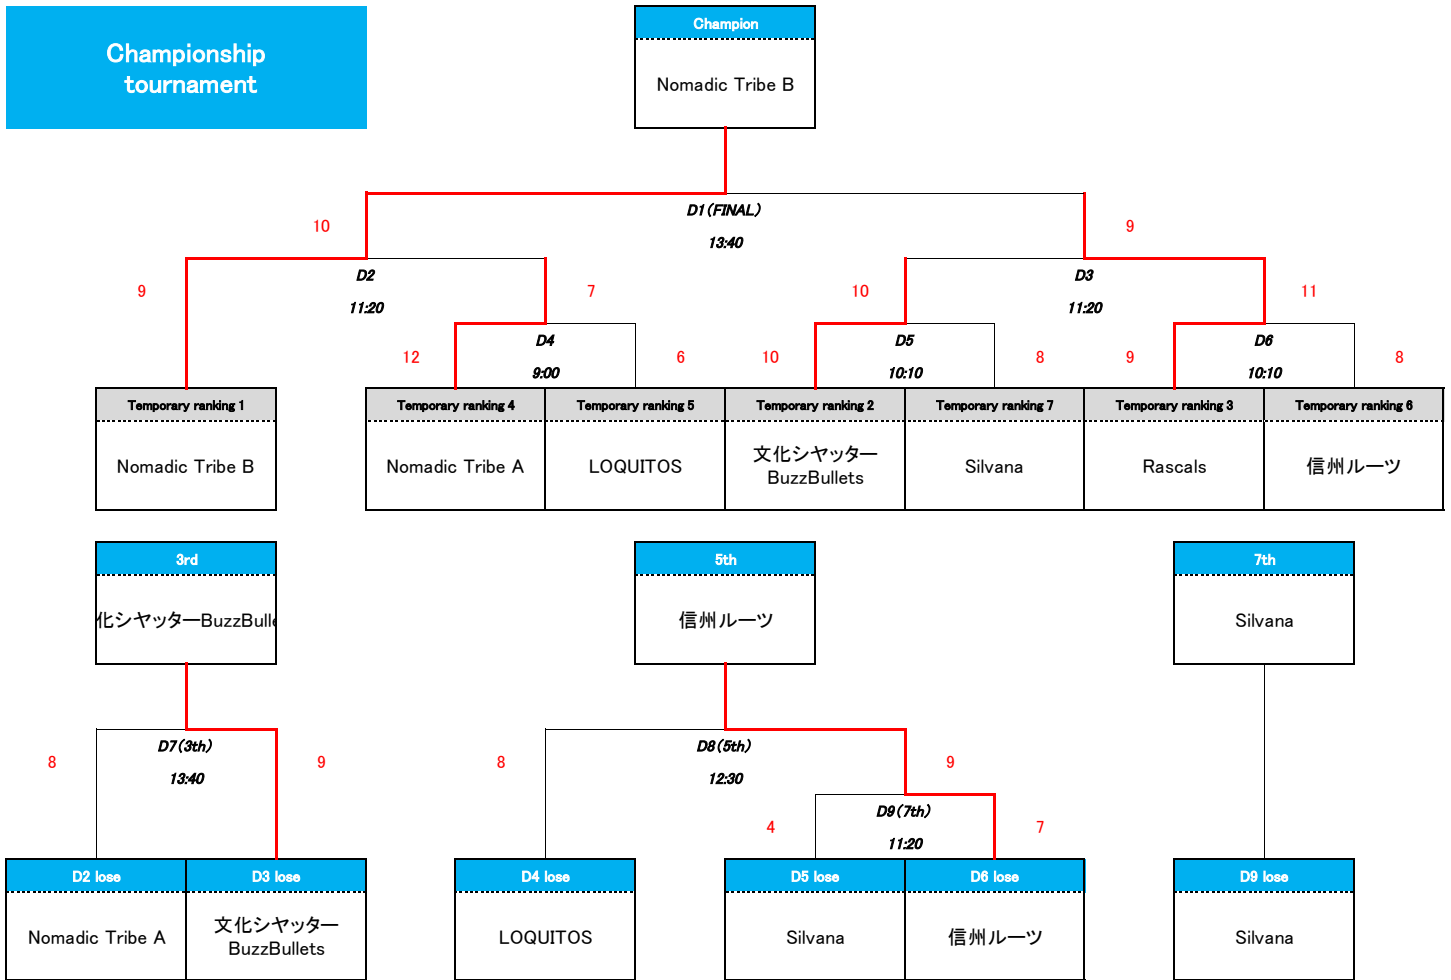 Championship
tournament
Champion
Nomadic Tribe B
D1(FINAL)
10
9
13:40
D2
D3
9
7
10
11
11:20
11:20
D4
D5
D6
12
6
10
8
9
8
9:00
10:10
10:10
Temporary ranking 1
Temporary ranking 4
Temporary ranking 5
Temporary ranking 2
Temporary ranking 7
Temporary ranking 3
Temporary ranking 6
Nomadic Tribe B
Nomadic Tribe A
LOQUITOS
文化シヤッター
BuzzBullets
Silvana
Rascals
信州ルーツ
3rd
5th
7th
化シヤッターBuzzBulle
信州ルーツ
Silvana
D7(3th)
D8(5th)
8
9
8
9
13:40
12:30
D9(7th)
4
7
11:20
D2 lose
D3 lose
D4 lose
D5 lose
D6 lose
D9 lose
Nomadic Tribe A
文化シヤッター
BuzzBullets
LOQUITOS
Silvana
信州ルーツ
Silvana